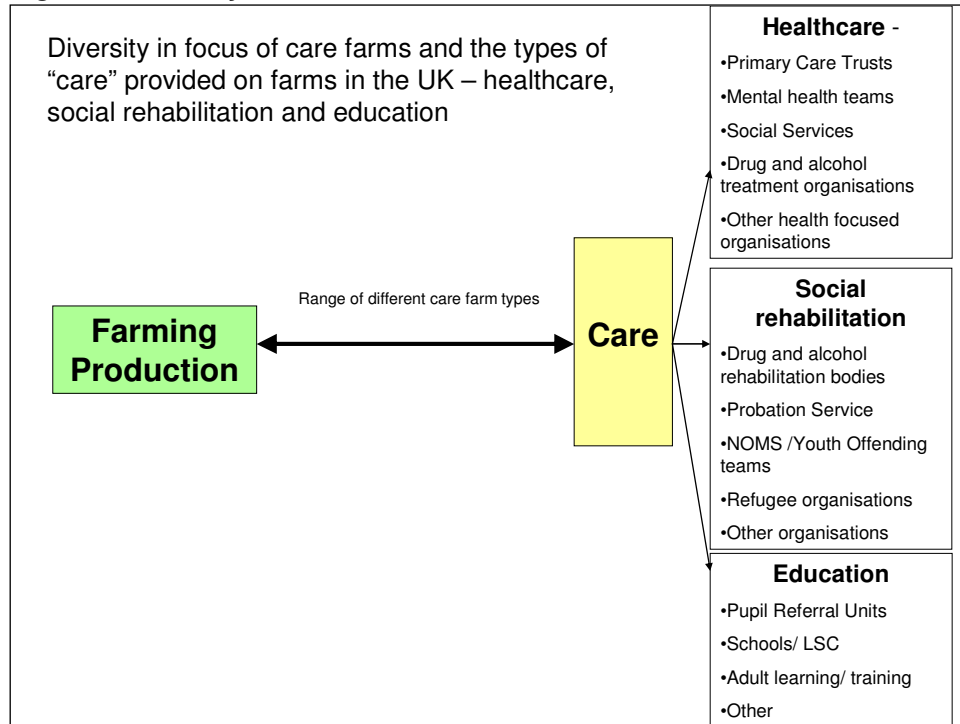 Diversity in focus of care farms and the types of
“care” provided on farms in the UK – healthcare,
social rehabilitation and education
Range of different care farm types
Farming
Production
Care
Healthcare -
•Primary Care Trusts
•Mental health teams
•Social Services
•Drug and alcohol
treatment organisations
•Other health focused
organisations
Social
rehabilitation
•Drug and alcohol
rehabilitation bodies
•Probation Service
•NOMS /Youth Offending
teams
•Refugee organisations
•Other organisations
Education
•Pupil Referral Units
•Schools/ LSC
•Adult learning/ training
•Other